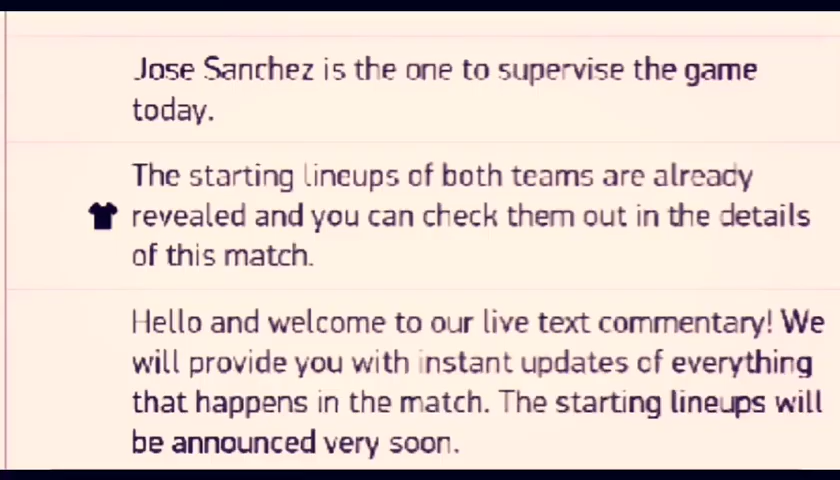 Jose Sanchez is the one to supervise the game
today.
The starting lineups of both teams are already
revealed and you can check them out in the details
of this match.
Hello and welcome to our live text commentary! We
will provide you with instant updates of everything
that happens in the match. The starting lineups will
be announced very soon.